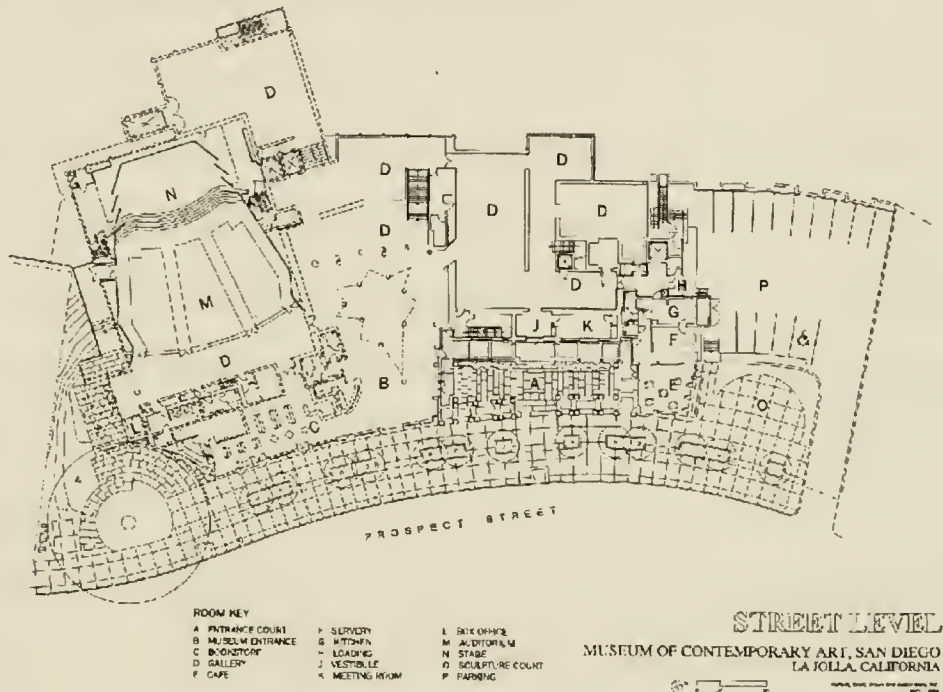 D
D
D
N
D
D
D
D
M
D
H
P
G
J
K
F
D
B
A
E
L
C
O
PROSPECT STREET
ROOM KEY
A ENTRANCE COURT
B MUSEUM ENTRANCE
C BOOKSTORE
D GALLERY
E CAFE
F SERVERY
G KITCHEN
H LOADING
J VESTIBULE
K MEETING ROOM
L BOX OFFICE
M AUDITORIUM
N STAGE
O SCULPTURE COURT
P PARKING
STREET LEVEL
MUSEUM OF CONTEMPORARY ART, SAN DIEGO
LA JOLLA, CALIFORNIA